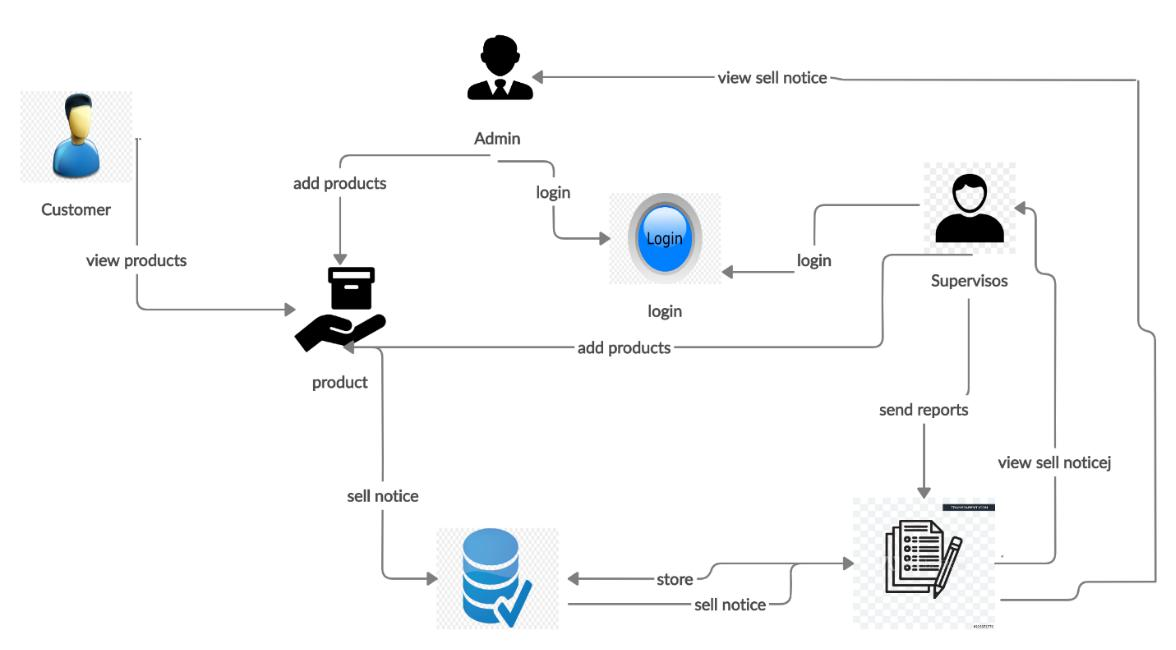 view sell notice
Admin
add products
login
Customer
Login
view products
login
Supervisos
login
add products
product
send reports
view sell noticej
sell notice
store
sell notice